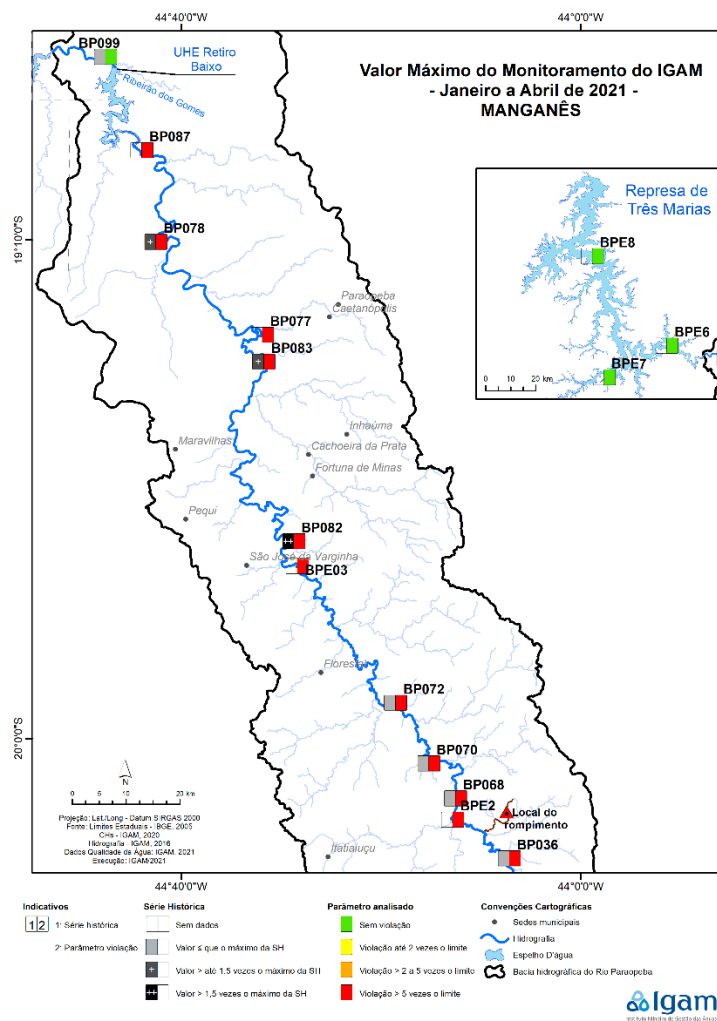 44°40'0"W
44°0'0"W
BP099
UHE Retiro
Baixo
Ribeirão dos Gomes
Valor Máximo do Monitoramento do IGAM
- Janeiro a Abril de 2021 -
MANGANÊS
BP087
Represa de
Três Marias
BP078
BPE8
19°10'0"S
Paraopeba
Caetanópolis
BP077
BPE6
BP083
BPE7
0 10 20 km
Inhaúma
Maravilhas
Cachoeira da Prata
Fortuna de Minas
Pequi
BP082
São José da Varginha
BPE03
Florestal
BP072
20°0'0"S
BP070
N
BP068
0 10 20 km
BPE2
Local do
rompimento
Projeção: Lat./Long - Datum SIRGAS 2000
Fonte: Limites Estaduais - IBGE, 2005
CHs - IGAM, 2020
Hidrografia - IGAM, 2016
Dados Qualidade da Água: IGAM, 2021
Execução: IGAM/2021
Itatiaiuçu
BP036
44°40'0"W
44°0'0"W
Indicativos
1 2
1: Série histórica
2: Parâmetro violação
Série Histórica
Sem dados
Valor ≤ que o máximo da SH
+ Valor > até 1,5 vezes o máximo da SH
++ Valor > 1,5 vezes o máximo da SH
Parâmetro analisado
Sem violação
Violação até 2 vezes o limite
Violação > 2 a 5 vezes o limite
Violação > 5 vezes o limite
Convenções Cartográficas
Sedes municipais
Hidrografia
Espelho D'água
Bacia hidrográfica do Rio Paraopeba
Igam
Instituto Mineiro de Gestão das Águas